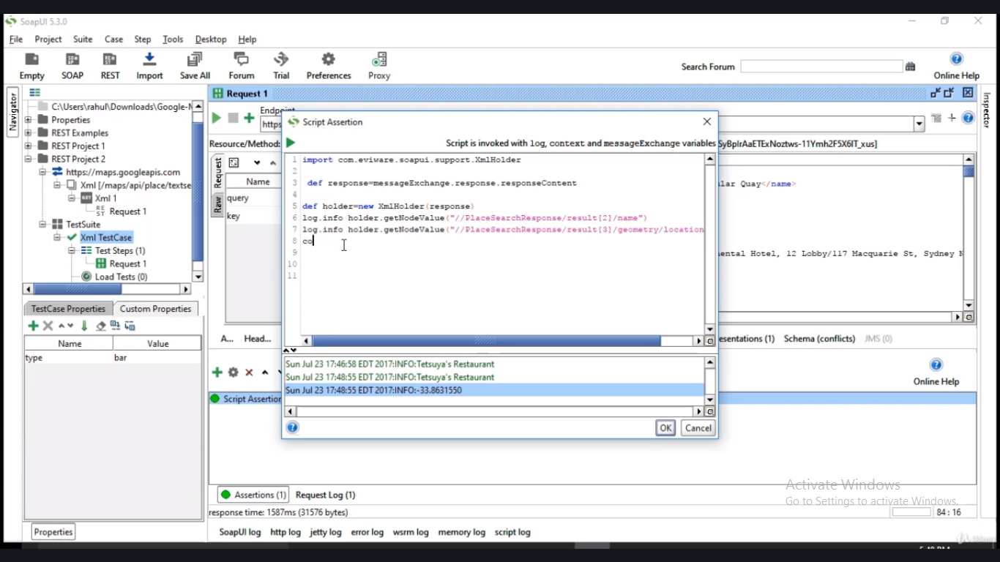 SoapUI 5.3.0
File Project Suite Case Step Tools Desktop Help
Empty SOAP REST Import Save All Forum Trial Preferences Proxy
Search Forum
Online Help
Navigator
C:\Users\rahul\Downloads\Google-
Properties
REST Examples
REST Project 1
REST Project 2
https://maps.googleapis.com
Xml [/maps/api/place/textse
Xml 1
Request 1
TestSuite
Xml TestCase
Test Steps (1)
Request 1
Load Tests (0)
TestCase Properties Custom Properties
Name Value
type bar
Properties
Request 1
Endpoint
https
Resource/Method:
SyBplrAaETExNoztws-11Ymh2F5X6IT_xus]
Inspector
Request
Raw
Name
query
key
lar Quay</name>
ental Hotel, 12 Lobby/117 Macquarie St, Sydney
A... Head...
esentations (1) Schema (conflicts) JMS (0)
Online Help
Script Assertion
Script Assertion
Script is invoked with log, context and messageExchange variables
1 import com.eviware.soapui.support.XmlHolder
2
3 def response=messageExchange.response.responseContent
4
5 def holder=new XmlHolder(response)
6 log.info holder.getNodeValue("//PlaceSearchResponse/result[2]/name")
7 log.info holder.getNodeValue("//PlaceSearchResponse/result[3]/geometry/location
8 co
9
10
11
Sun Jul 23 17:46:58 EDT 2017:INFO:Tetsuya's Restaurant
Sun Jul 23 17:48:55 EDT 2017:INFO:Tetsuya's Restaurant
Sun Jul 23 17:48:55 EDT 2017:INFO:-33.8631550
OK Cancel
Assertions (1) Request Log (1)
response time: 1587ms (31576 bytes)
84 : 16
SoapUI log http log jetty log error log wsrm log memory log script log
Activate Windows
Go to Settings to activate Windows.